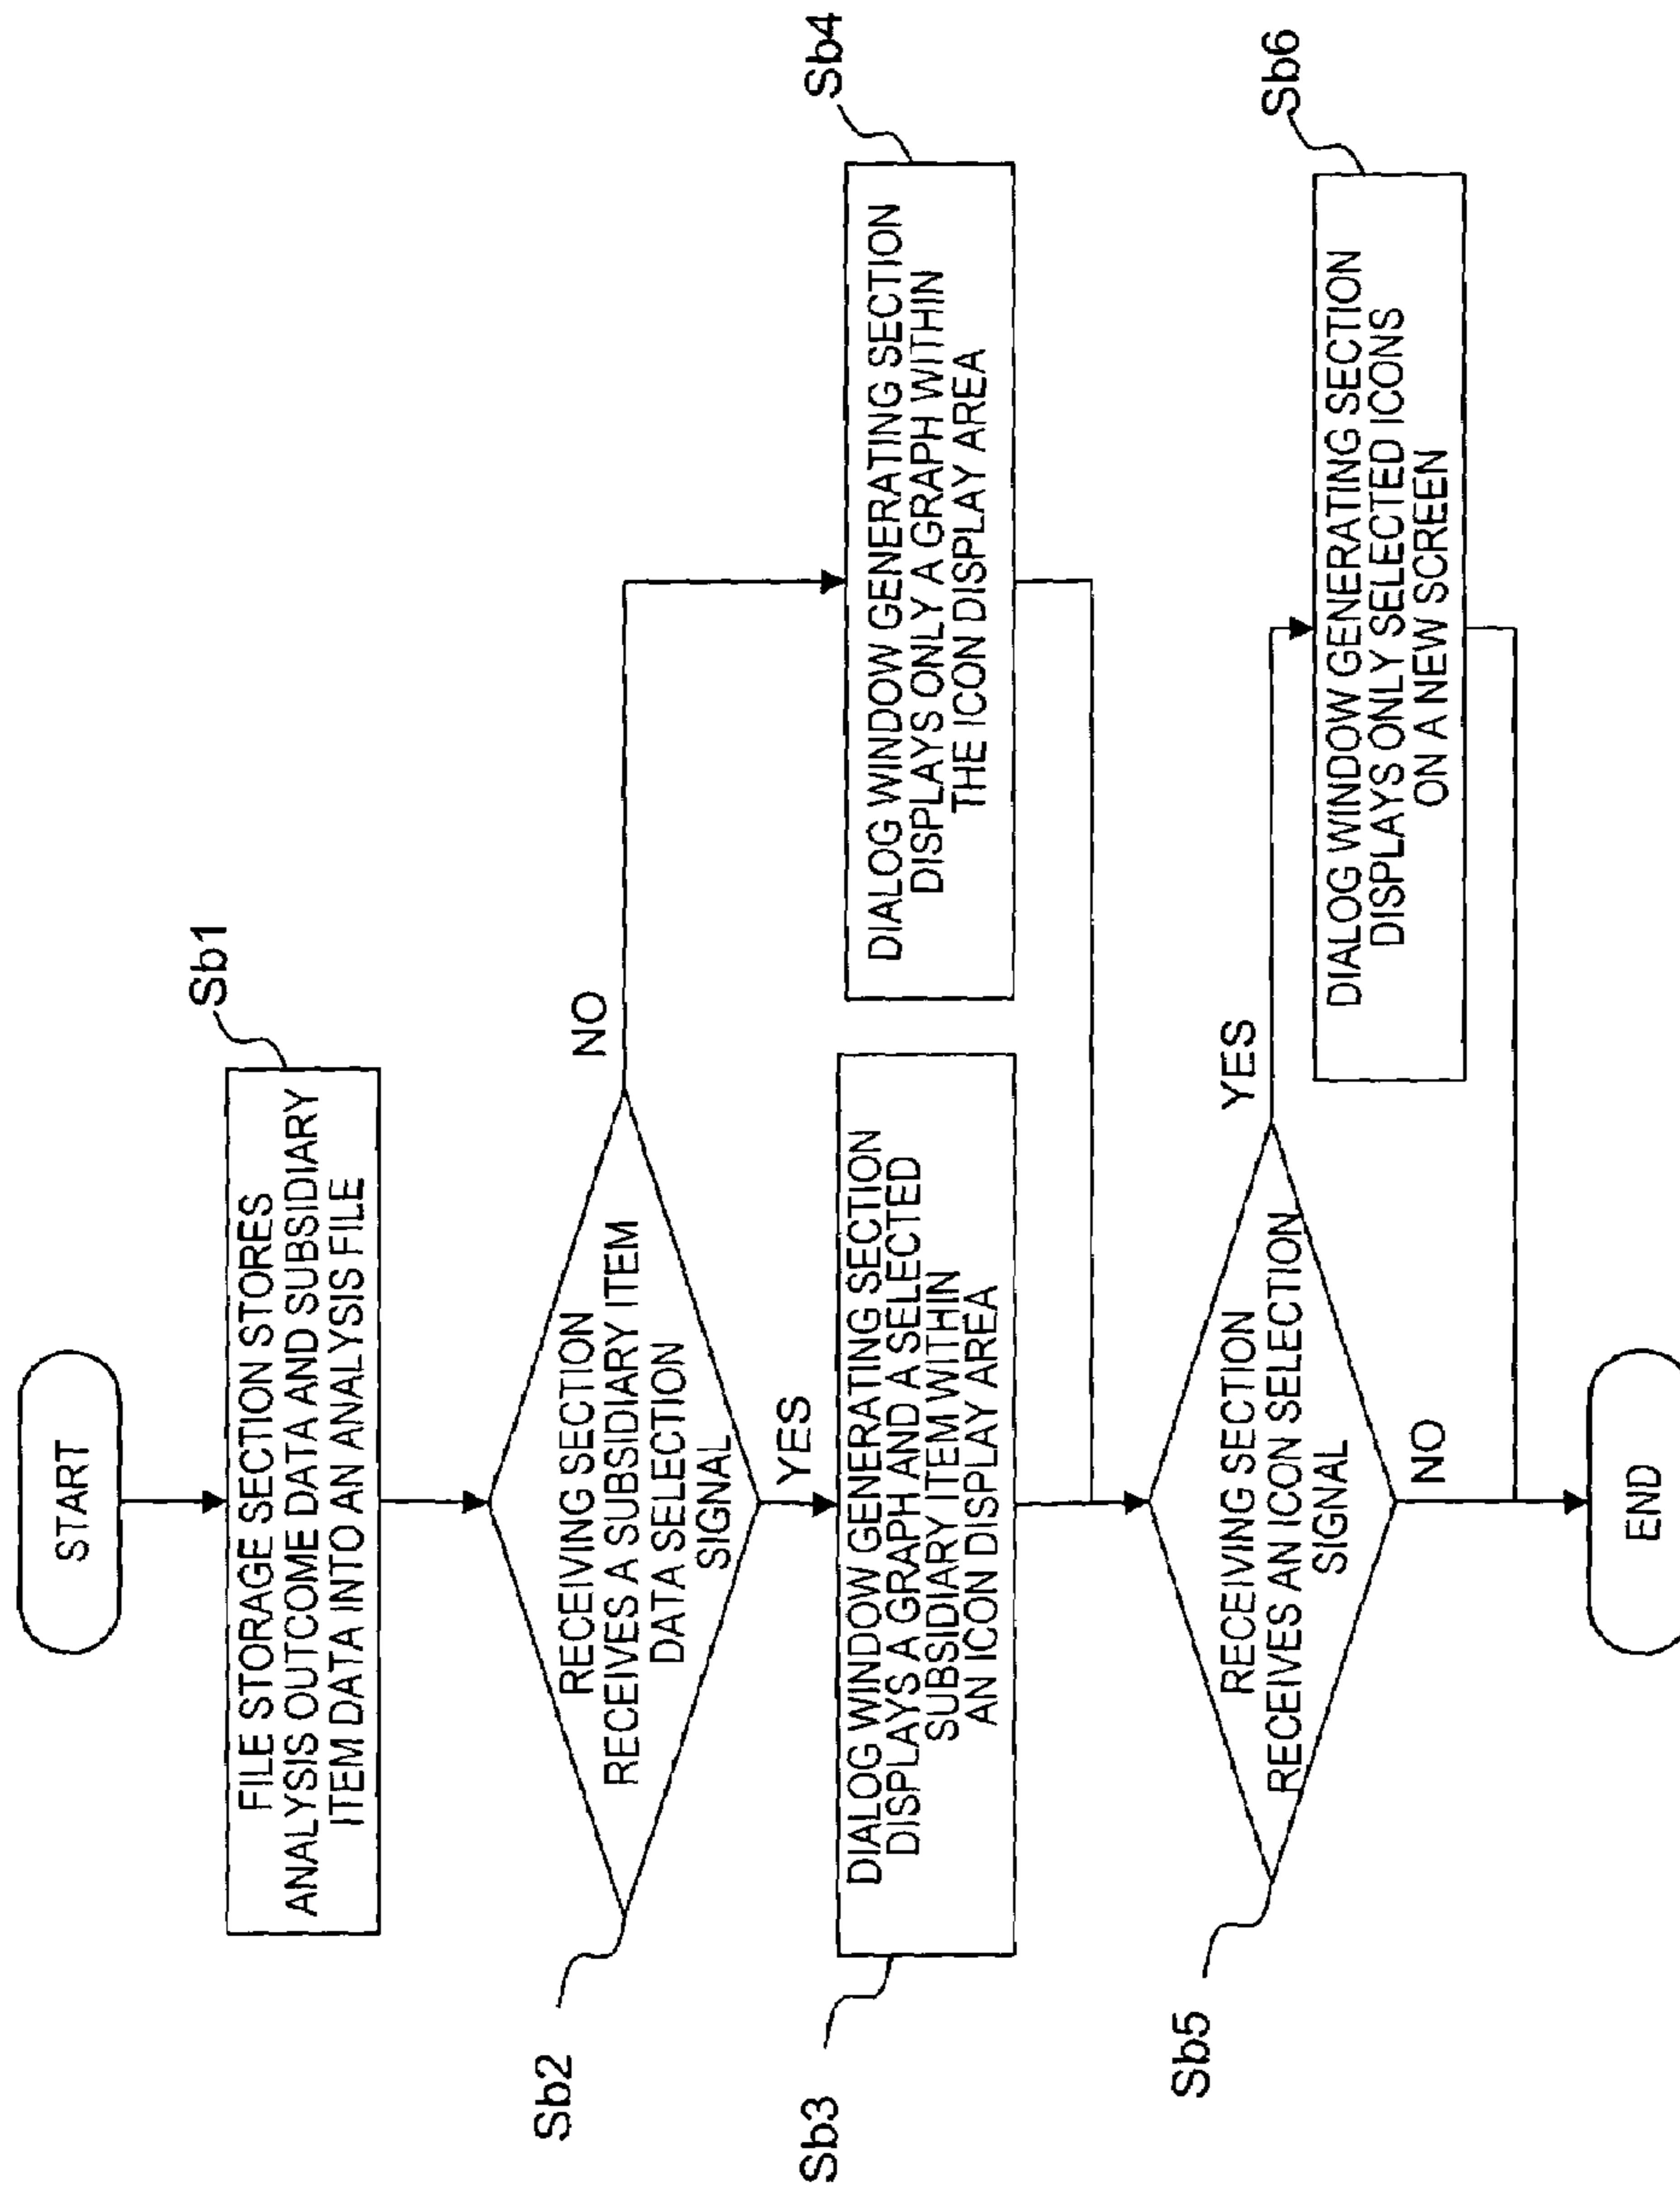 START
Sb1
FILE STORAGE SECTION STORES
ANALYSIS OUTCOME DATA AND SUBSIDIARY
ITEM DATA INTO AN ANALYSIS FILE
Sb2
RECEIVING SECTION
RECEIVES A SUBSIDIARY ITEM
DATA SELECTION
SIGNAL
NO
YES
Sb3
DIALOG WINDOW GENERATING SECTION
DISPLAYS A GRAPH AND A SELECTED
SUBSIDIARY ITEM WITHIN
AN ICON DISPLAY AREA
Sb4
DIALOG WINDOW GENERATING SECTION
DISPLAYS ONLY A GRAPH WITHIN
THE ICON DISPLAY AREA
Sb5
RECEIVING SECTION
RECEIVES AN ICON SELECTION
SIGNAL
YES
NO
Sb6
DIALOG WINDOW GENERATING SECTION
DISPLAYS ONLY SELECTED ICONS
ON A NEW SCREEN
END